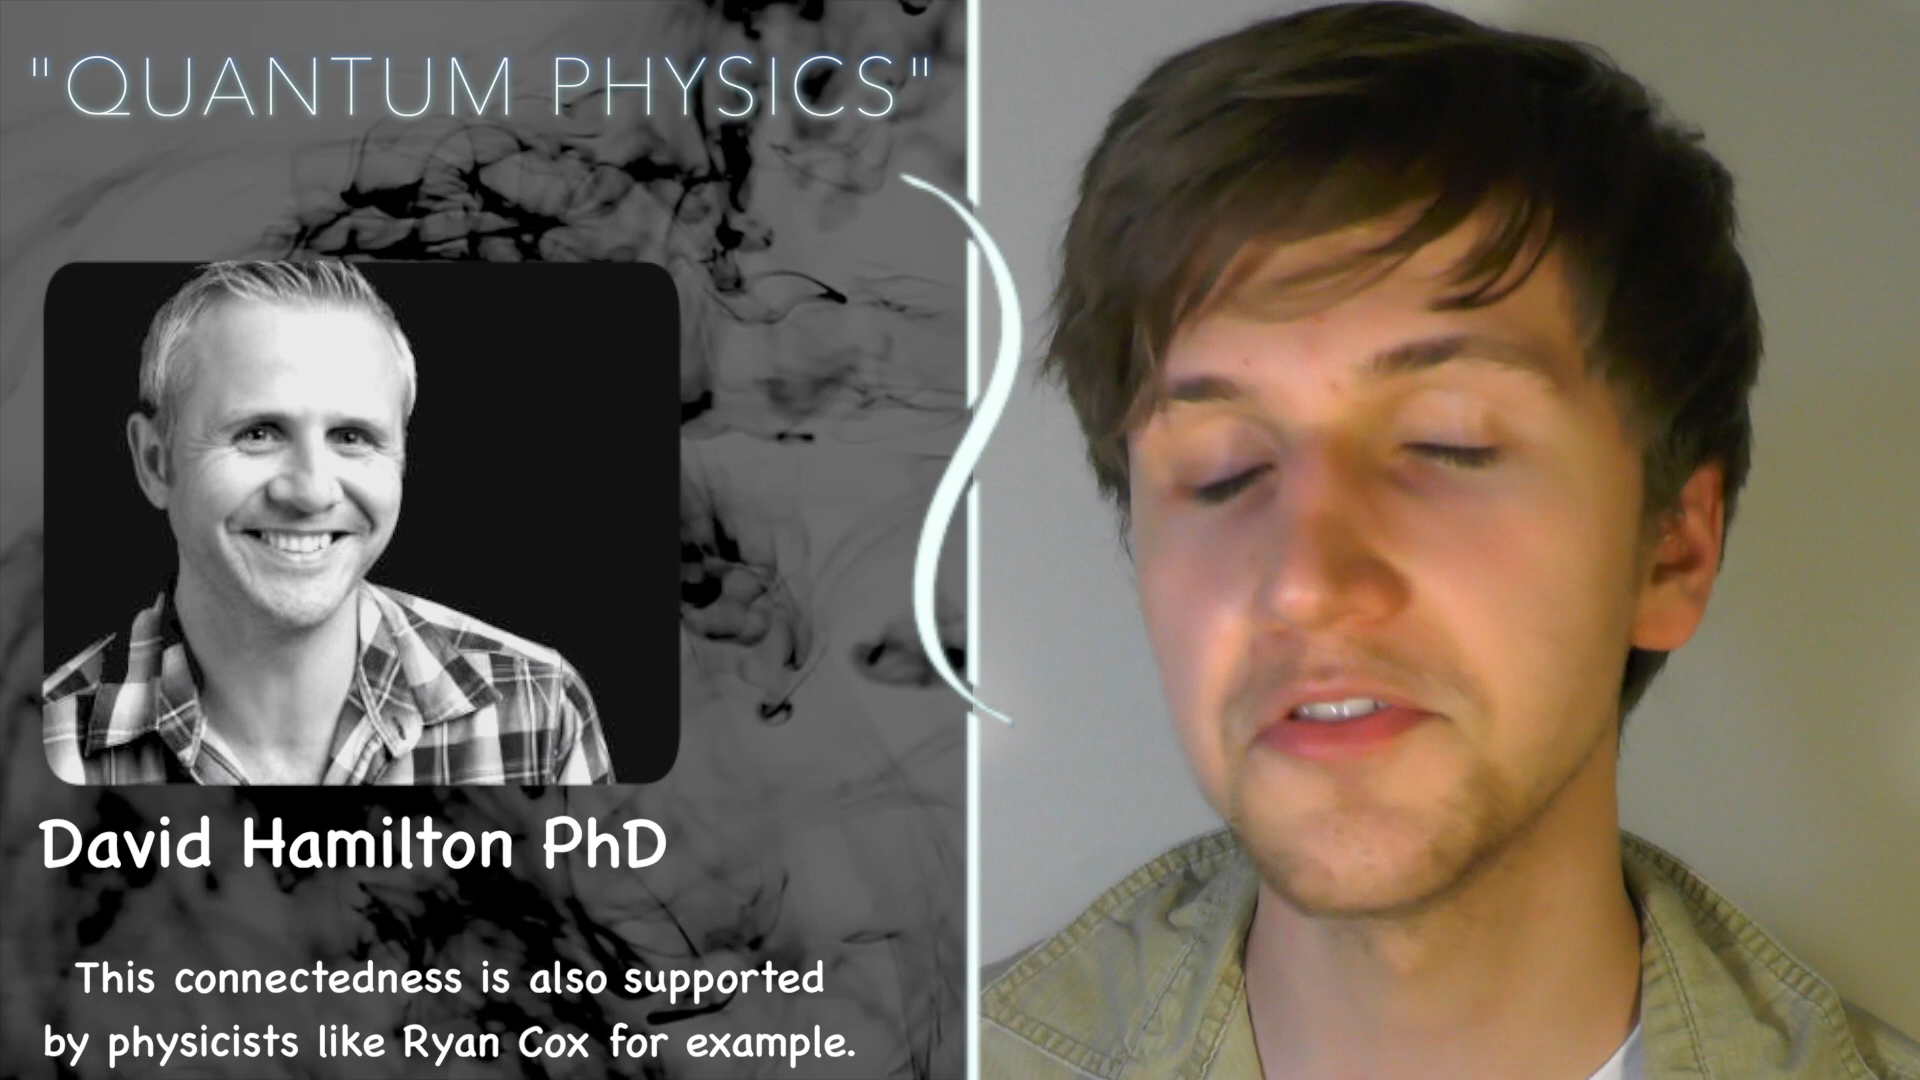 "QUANTUM PHYSICS"
David Hamilton PhD
This connectedness is also supported
by physicists like Ryan Cox for example.